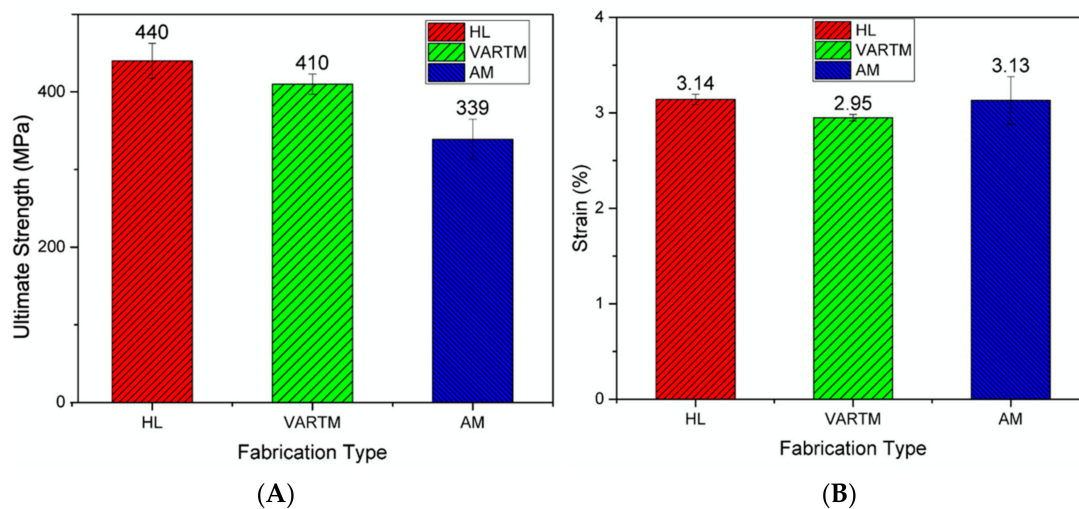 440
410
339
HL
VARTM
AM
400
200
0
Ultimate Strength (MPa)
HL
VARTM
AM
Fabrication Type
(A)
4
3
2
1
0
Strain (%)
HL
VARTM
AM
3.14
2.95
3.13
HL
VARTM
AM
Fabrication Type
(B)